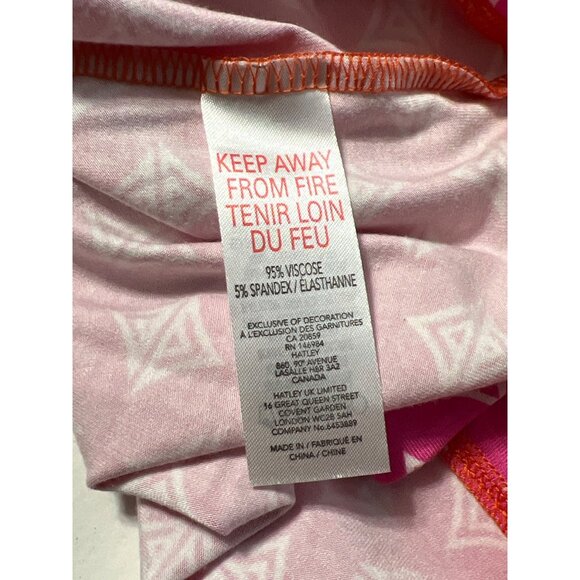 KEEP AWAY
FROM FIRE
TENIR LOIN
DU FEU
95% VISCOSE
5% SPANDEX / ÉLASTHANNE
EXCLUSIVE OF DECORATION
À L'EXCLUSION DES GARNITURES
CA 20859
RN 146984
HATLEY
860, 90e AVENUE
LASALLE H8R 3A2
CANADA
HATLEY UK LIMITED
16 GREAT QUEEN STREET
COVENT GARDEN
LONDON WC2B 5AH
COMPANY No.6453889
MADE IN / FABRIQUÉ EN
CHINA / CHINE